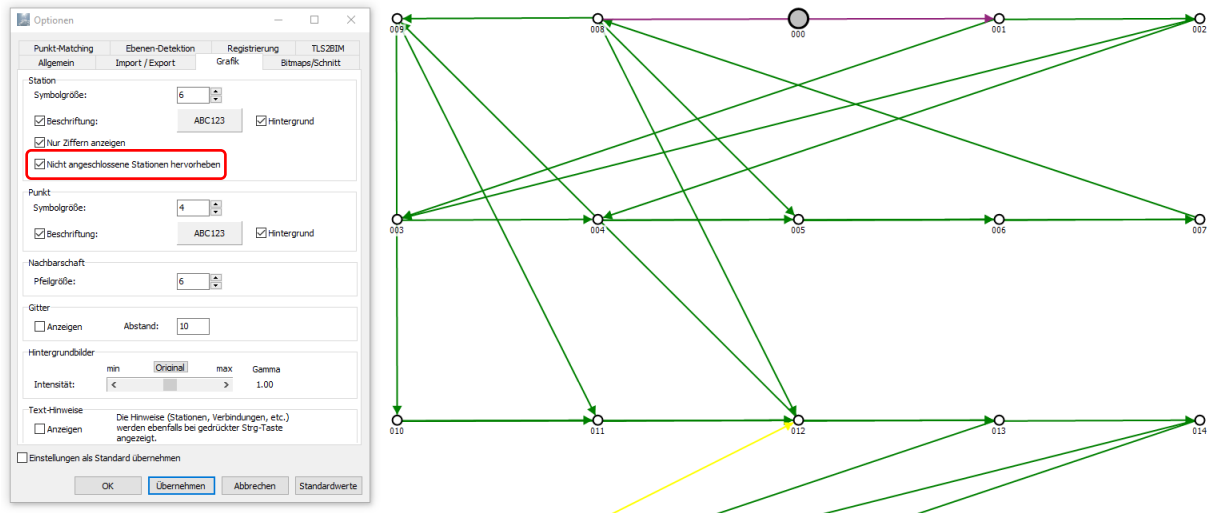 Optionen
Punkt-Matching Ebenen-Detektion Registrierung TLS2BIM
Allgemein Import / Export Grafik Bitmaps/Schnitt
Station
Symbolgröße: 6
Beschriftung: ABC123 Hintergrund
Nur Ziffern anzeigen
Nicht angeschlossene Stationen hervorheben
Punkt
Symbolgröße: 4
Beschriftung: ABC123 Hintergrund
Nachbarschaft
Pfeilgröße: 6
Gitter
Anzeigen Abstand: 10
Hintergrundbilder
min Original max Gamma
Intensität: < > 1.00
Text-Hinweise
Anzeigen
Die Hinweise (Stationen, Verbindungen, etc.)
werden ebenfalls bei gedrückter Strg-Taste
angezeigt.
Einstellungen als Standard übernehmen
OK Übernehmen Abbrechen Standardwerte
009 008 000 001 002
003 004 005 006 007
010 011 012 013 014